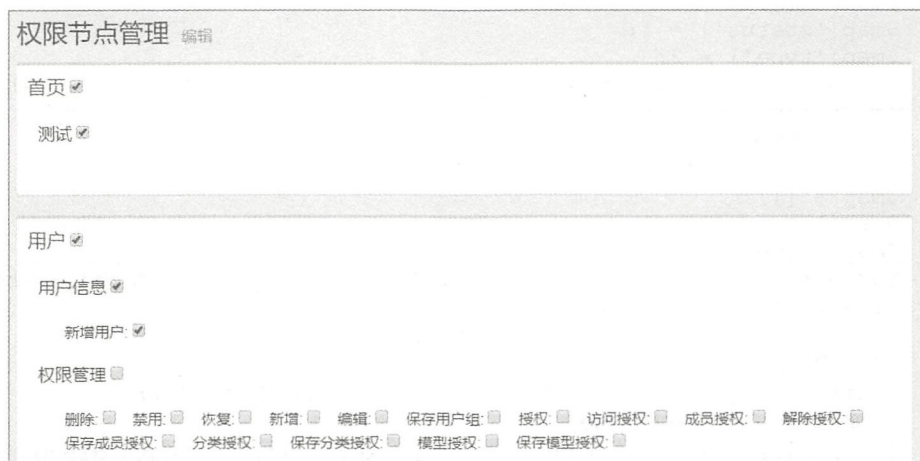 权限节点管理 编辑
首页
测试
用户
用户信息
新增用户:
权限管理
删除: 禁用: 恢复: 新增: 编辑: 保存用户组: 授权: 访问授权: 成员授权: 解除授权:
保存成员授权: 分类授权: 保存分类授权: 模型授权: 保存模型授权: